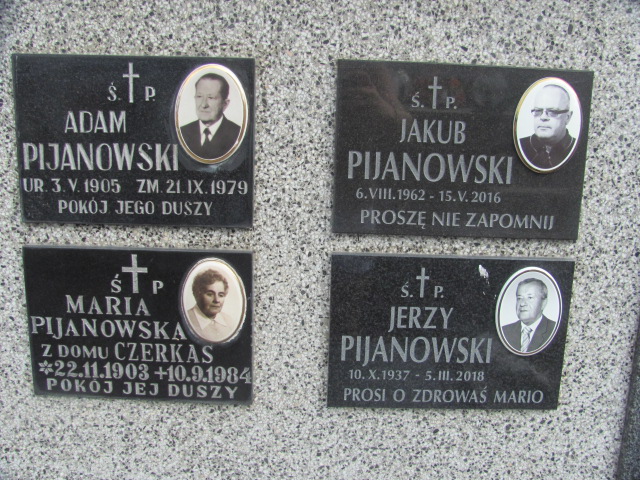 Ś. P.
ADAM
PIJANOWSKI
UR. 3.V.1905 ZM. 21.IX.1979
POKÓJ JEGO DUSZY
Ś P
MARIA
PIJANOWSKA
Z DOMU CZERKAS
*22.11.1903 +10.9.1984
POKÓJ JEJ DUSZY
Ś. P.
JAKUB
PIJANOWSKI
6.VIII.1962 - 15.V.2016
PROSZĘ NIE ZAPOMNIJ
Ś. P.
JERZY
PIJANOWSKI
10.X.1937 - 5.III.2018
PROSI O ZDROWAŚ MARIO